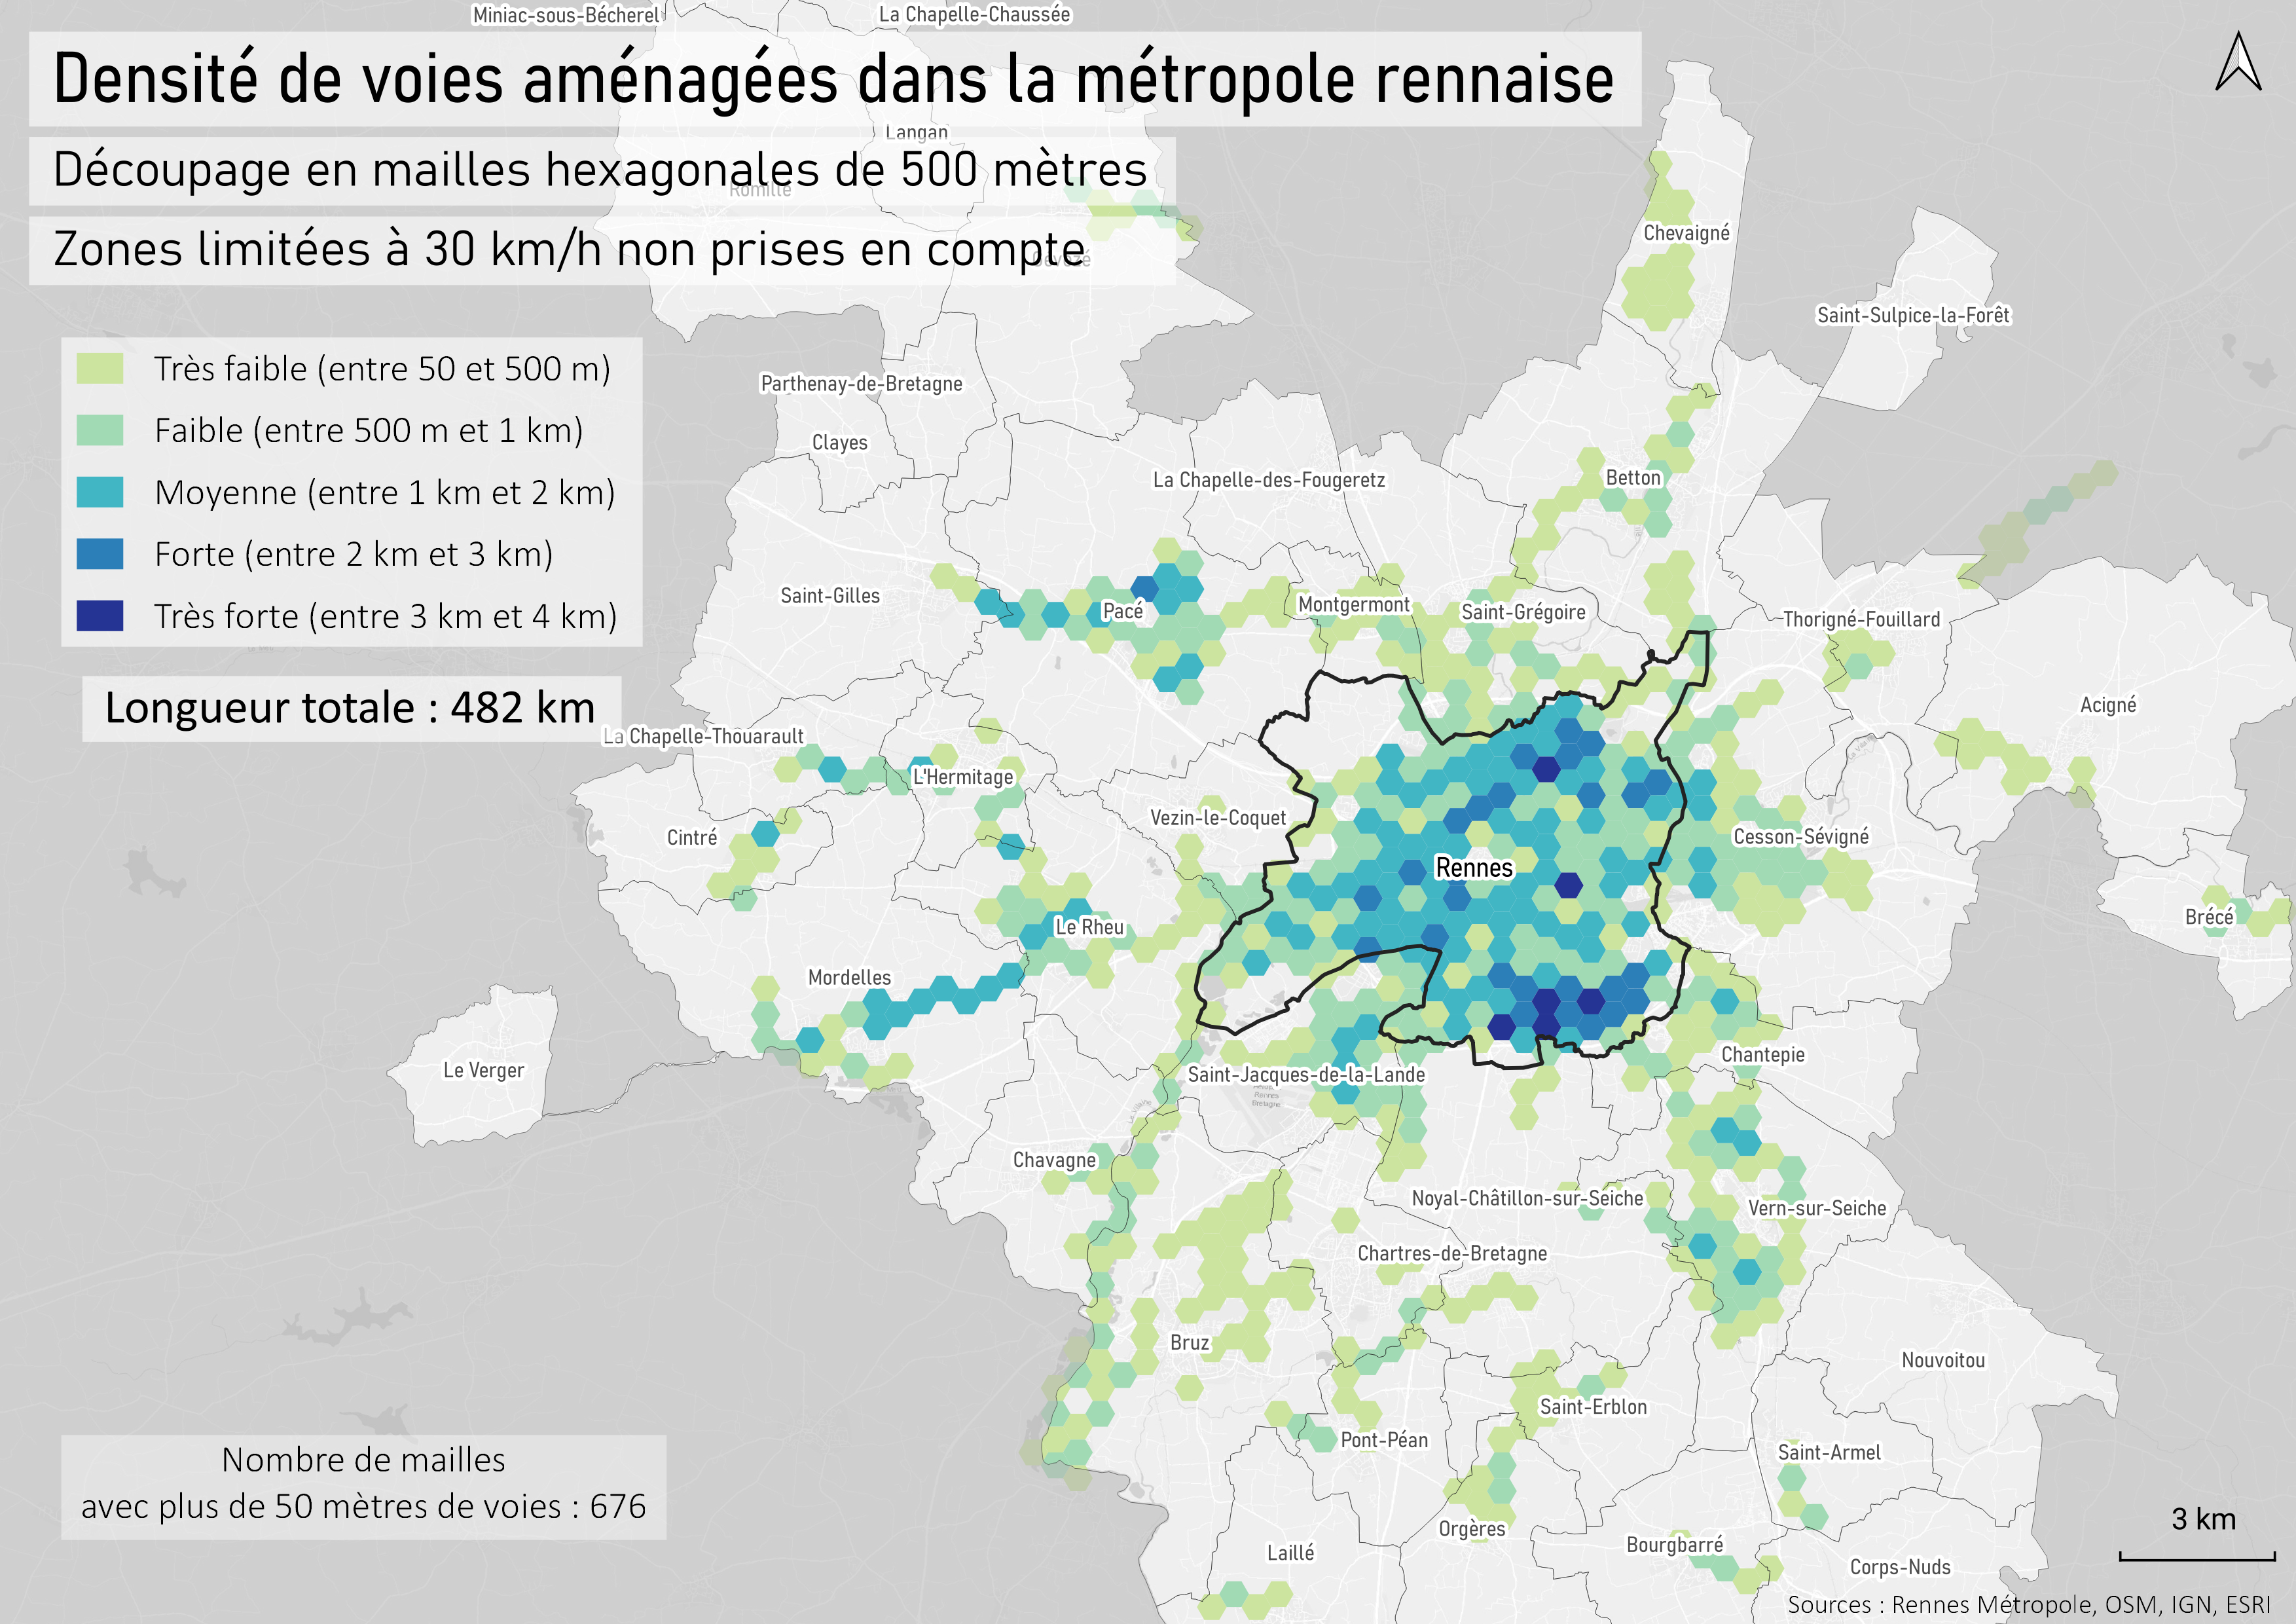 Miniac-sous-Bécherel
La Chapelle-Chaussée
Densité de voies aménagées dans la métropole rennaise
Langan
Découpage en mailles hexagonales de 500 mètres
Romillé
Chevaigné
Zones limitées à 30 km/h non prises en compte
Gévezé
Saint-Sulpice-la-Forêt
Très faible (entre 50 et 500 m)
Faible (entre 500 m et 1 km)
Moyenne (entre 1 km et 2 km)
Forte (entre 2 km et 3 km)
Très forte (entre 3 km et 4 km)
Longueur totale : 482 km
Parthenay-de-Bretagne
Clayes
La Chapelle-des-Fougeretz
Betton
Saint-Gilles
Pacé
Montgermont
Saint-Grégoire
Thorigné-Fouillard
Acigné
La Chapelle-Thouarault
L'Hermitage
Vezin-le-Coquet
Cintré
Cesson-Sévigné
Rennes
Brécé
Le Rheu
Mordelles
Le Verger
Chantepie
Saint-Jacques-de-la-Lande
Rennes
Bretagne
Chavagne
Noyal-Châtillon-sur-Seiche
Vern-sur-Seiche
Chartres-de-Bretagne
Bruz
Nouvoitou
Saint-Erblon
Pont-Péan
Saint-Armel
Nombre de mailles
avec plus de 50 mètres de voies : 676
Orgères
Laillé
Bourgbarré
Corps-Nuds
3 km
Sources : Rennes Métropole, OSM, IGN, ESRI